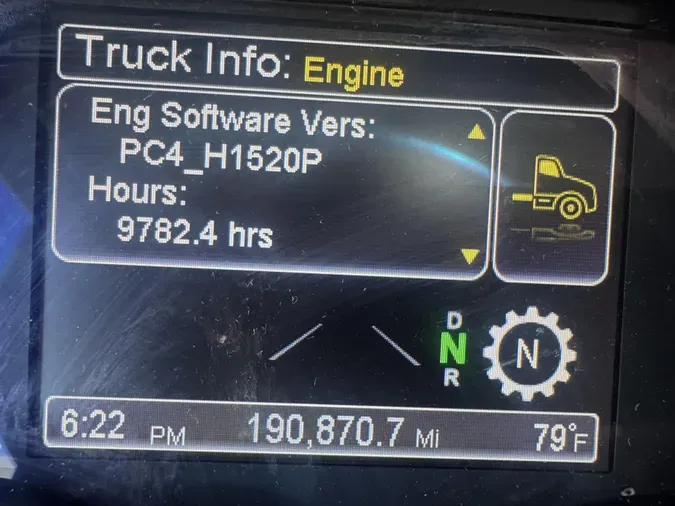 Truck Info: Engine
Eng Software Vers:
PC4_H1520P
Hours:
9782.4 hrs
D
N
R
N
6:22 PM 190,870.7 Mi 79°F